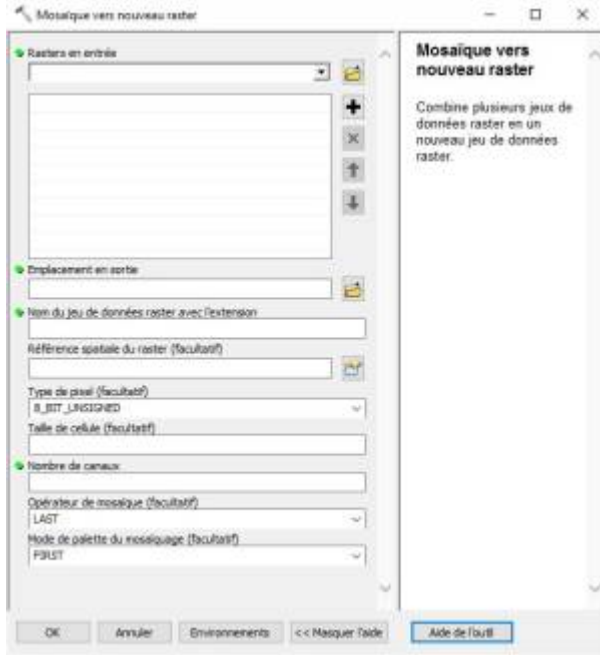 Mosaïque vers nouveau raster
Rasters en entrée
Emplacement en sortie
Nom du jeu de données raster avec l'extension
Référence spatiale du raster (facultatif)
Type de pixel (facultatif)
8_BIT_UNSIGNED
Taille de cellule (facultatif)
Nombre de canaux
Opérateur de mosaïque (facultatif)
LAST
Mode de palette du mosaïquage (facultatif)
FIRST
OK
Annuler
Environnements
<< Masquer l'aide
Mosaïque vers
nouveau raster
Combine plusieurs jeux de
données raster en un
nouveau jeu de données
raster.
Aide de l'outil